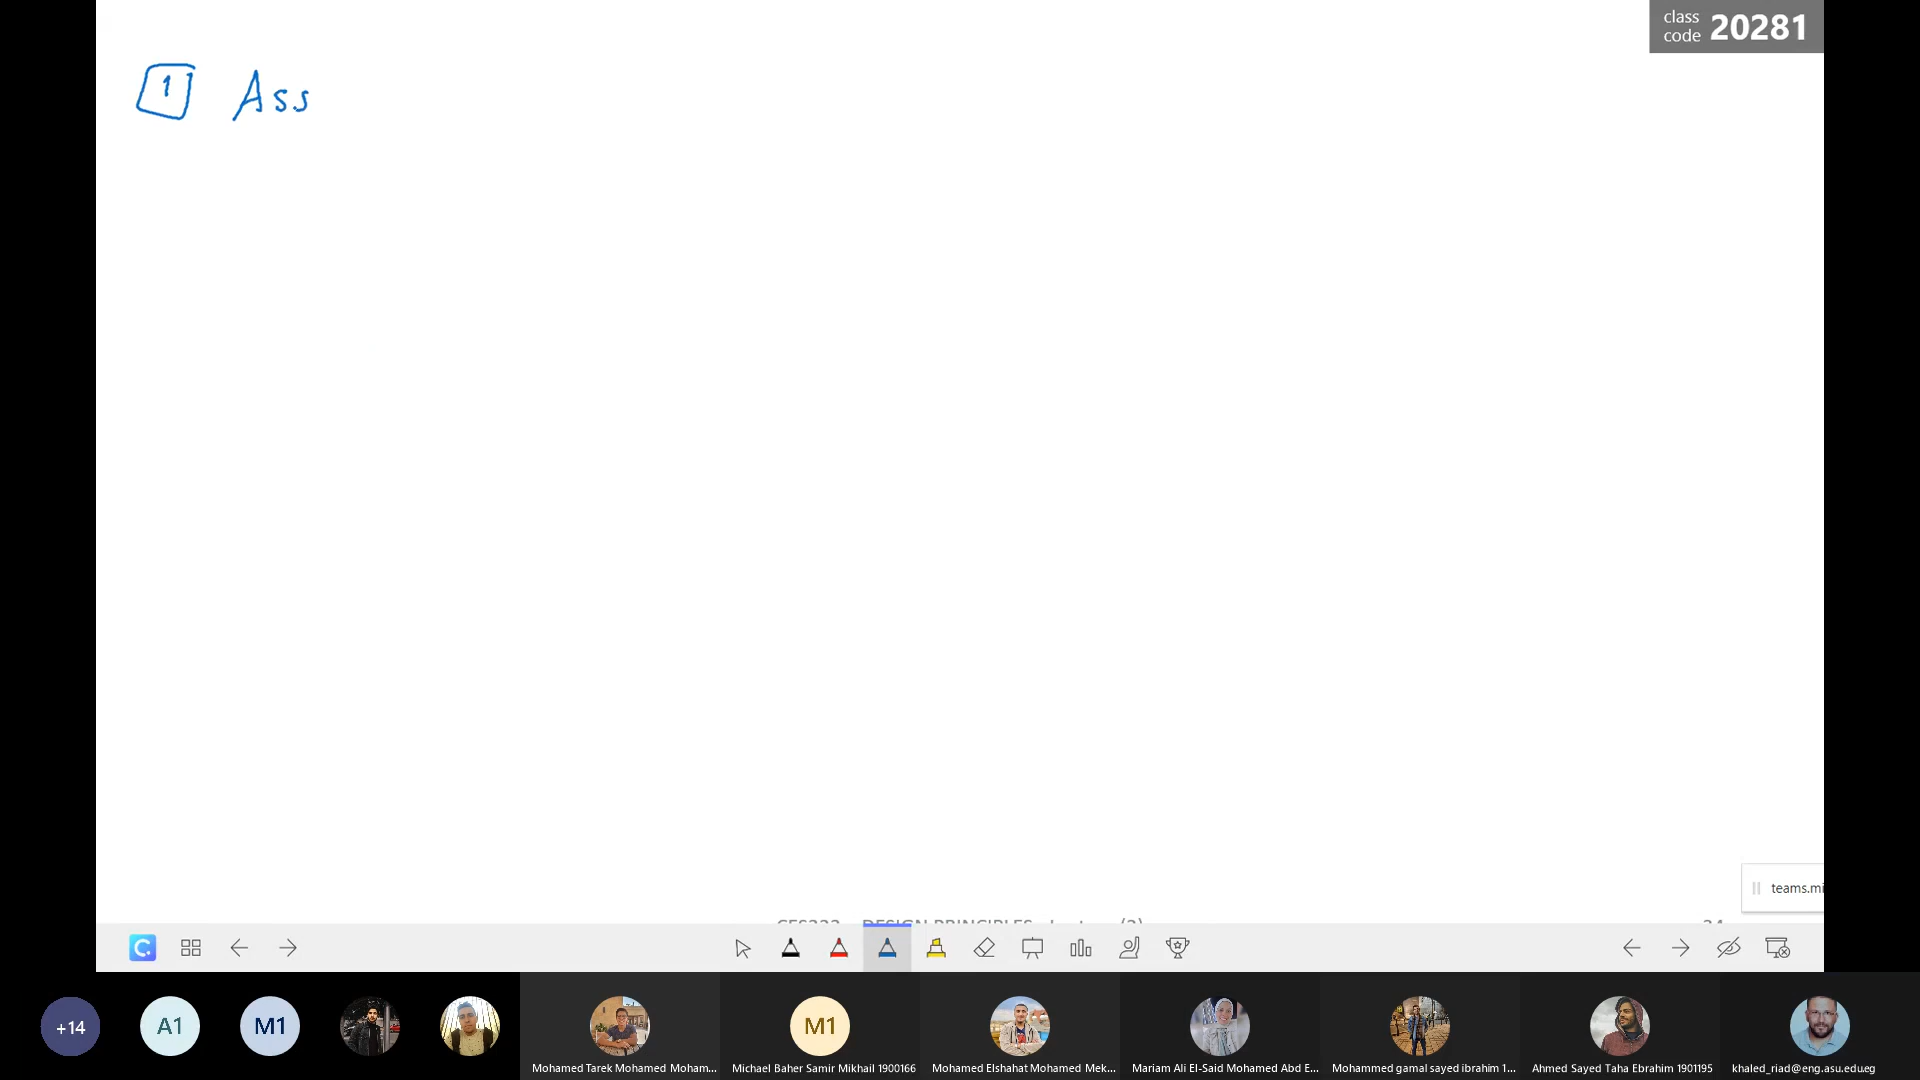 class
code 20281
1 Ass
teams.mi
+14
A1
M1
M1
Mohamed Tarek Mohamed Moham...
Michael Baher Samir Mikhail 1900166
Mohamed Elshahat Mohamed Mek...
Mariam Ali El-Said Mohamed Abd E...
Mohammed gamal sayed ibrahim 1...
Ahmed Sayed Taha Ebrahim 1901195
khaled_riad@eng.asu.edu.eg